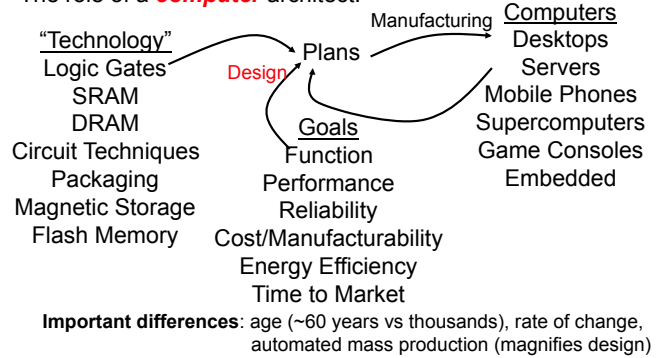 The role of a computer architect:
“Technology”
Logic Gates
SRAM
DRAM
Circuit Techniques
Packaging
Magnetic Storage
Flash Memory
Design
Plans
Goals
Function
Performance
Reliability
Cost/Manufacturability
Energy Efficiency
Time to Market
Manufacturing
Computers
Desktops
Servers
Mobile Phones
Supercomputers
Game Consoles
Embedded
Important differences: age (~60 years vs thousands), rate of change,
automated mass production (magnifies design)